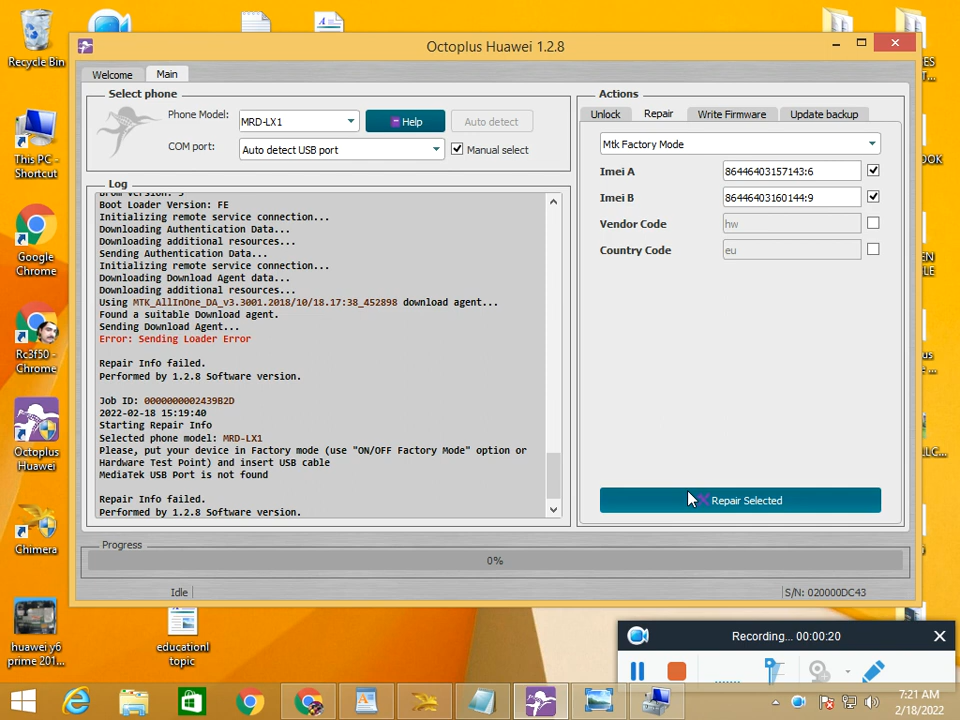 Recycle Bin
This PC -
Shortcut
Google
Chrome
Rc3f50 -
Chrome
Octoplus
Huawei
Chimera
huawei y6
prime 201...
educationl
topic
Octoplus Huawei 1.2.8
Welcome
Main
Select phone
Phone Model:
MRD-LX1
Help
Auto detect
COM port:
Auto detect USB port
Manual select
Log
Boot Loader Version: FE
Initializing remote service connection...
Downloading Authentication Data...
Downloading additional resources...
Sending Authentication Data...
Initializing remote service connection...
Downloading Download Agent data...
Downloading additional resources...
Using MTK_AllInOne_DA_v3.3001.2018/10/18.17:38_452898 download agent...
Found a suitable Download agent.
Sending Download Agent...
Error: Sending Loader Error
Repair Info failed.
Performed by 1.2.8 Software version.
Job ID: 0000000002439B2D
2022-02-18 15:19:40
Starting Repair Info
Selected phone model: MRD-LX1
Please, put your device in Factory mode (use "ON/OFF Factory Mode" option or
Hardware Test Point) and insert USB cable
MediaTek USB Port is not found
Repair Info failed.
Performed by 1.2.8 Software version.
Actions
Unlock
Repair
Write Firmware
Update backup
Mtk Factory Mode
Imei A
86446403157143:6
Imei B
86446403160144:9
Vendor Code
hw
Country Code
eu
Repair Selected
Progress
0%
Idle
S/N: 020000DC43
Recording... 00:00:20
7:21 AM
2/18/2022